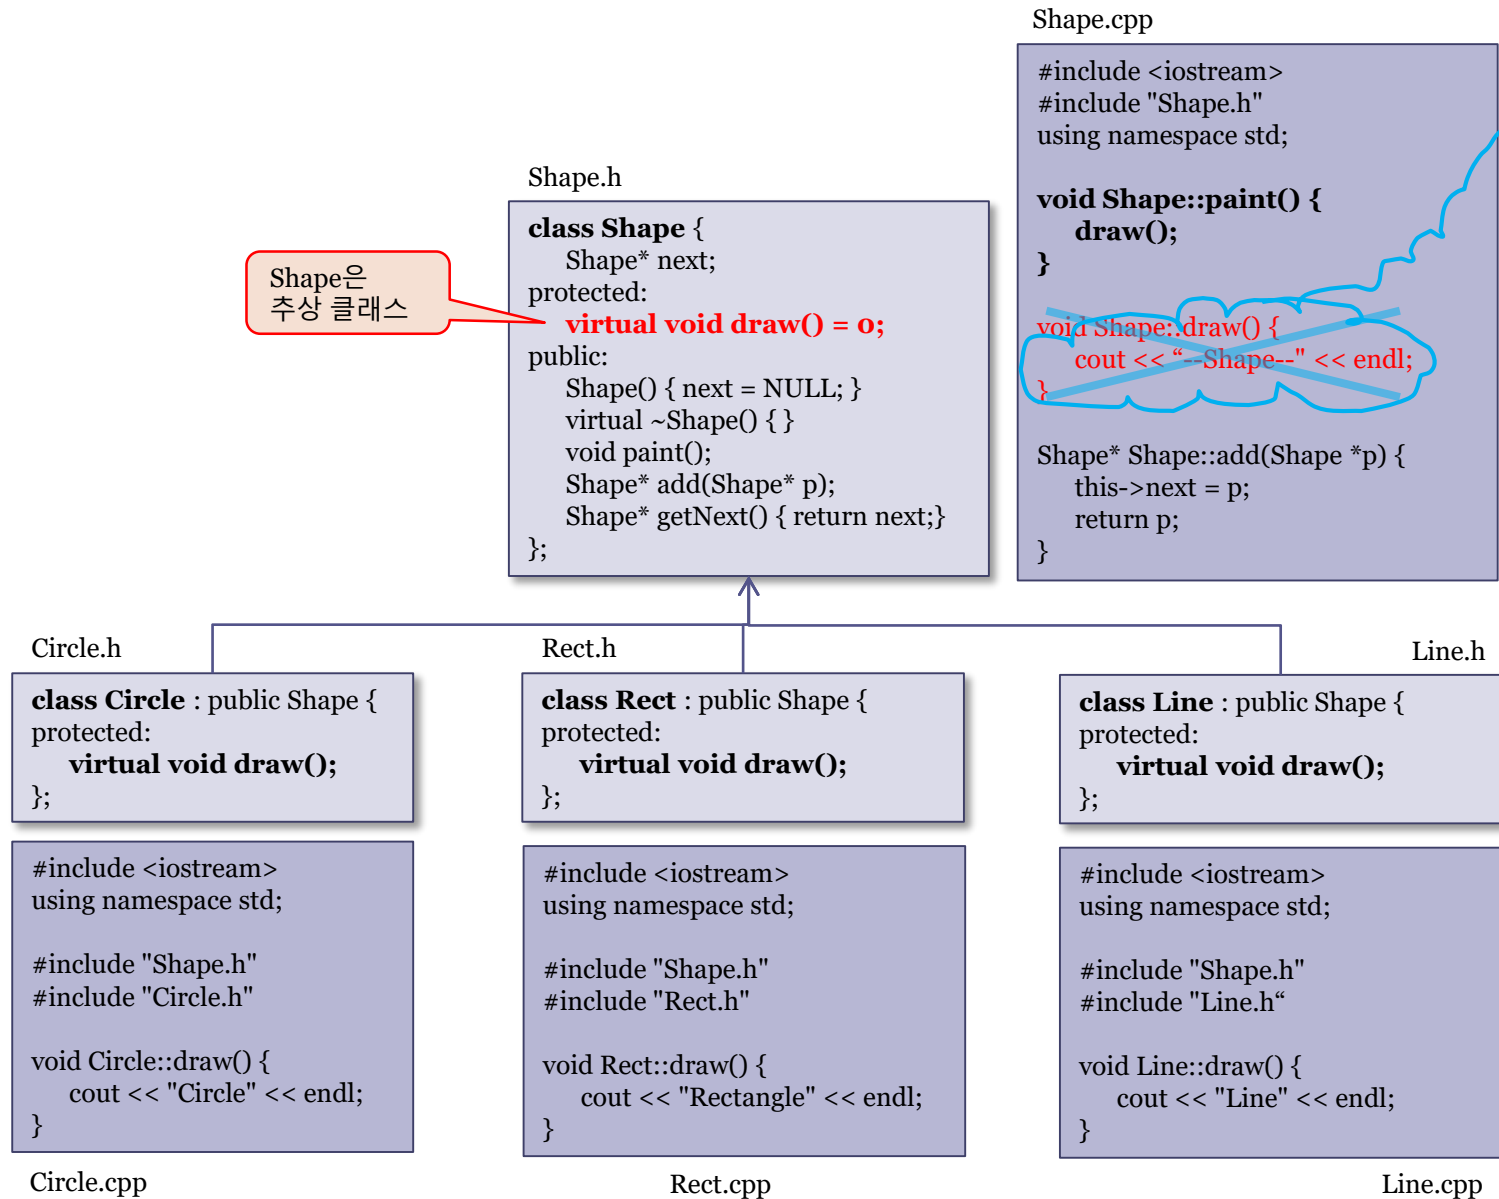 Shape.cpp
#include <iostream>
#include "Shape.h"
using namespace std;
void Shape::paint() {
draw();
}
void Shape::draw() {
cout << “--Shape--" << endl;
}
Shape* Shape::add(Shape *p) {
this->next = p;
return p;
}
Shape.h
class Shape {
Shape* next;
protected:
virtual void draw() = 0;
public:
Shape() { next = NULL; }
virtual ~Shape() { }
void paint();
Shape* add(Shape* p);
Shape* getNext() { return next;}
};
Shape은
추상 클래스
Circle.h
class Circle : public Shape {
protected:
virtual void draw();
};
#include <iostream>
using namespace std;
#include "Shape.h"
#include "Circle.h"
void Circle::draw() {
cout << "Circle" << endl;
}
Circle.cpp
Rect.h
class Rect : public Shape {
protected:
virtual void draw();
};
#include <iostream>
using namespace std;
#include "Shape.h"
#include "Rect.h"
void Rect::draw() {
cout << "Rectangle" << endl;
}
Rect.cpp
Line.h
class Line : public Shape {
protected:
virtual void draw();
};
#include <iostream>
using namespace std;
#include "Shape.h"
#include "Line.h“
void Line::draw() {
cout << "Line" << endl;
}
Line.cpp